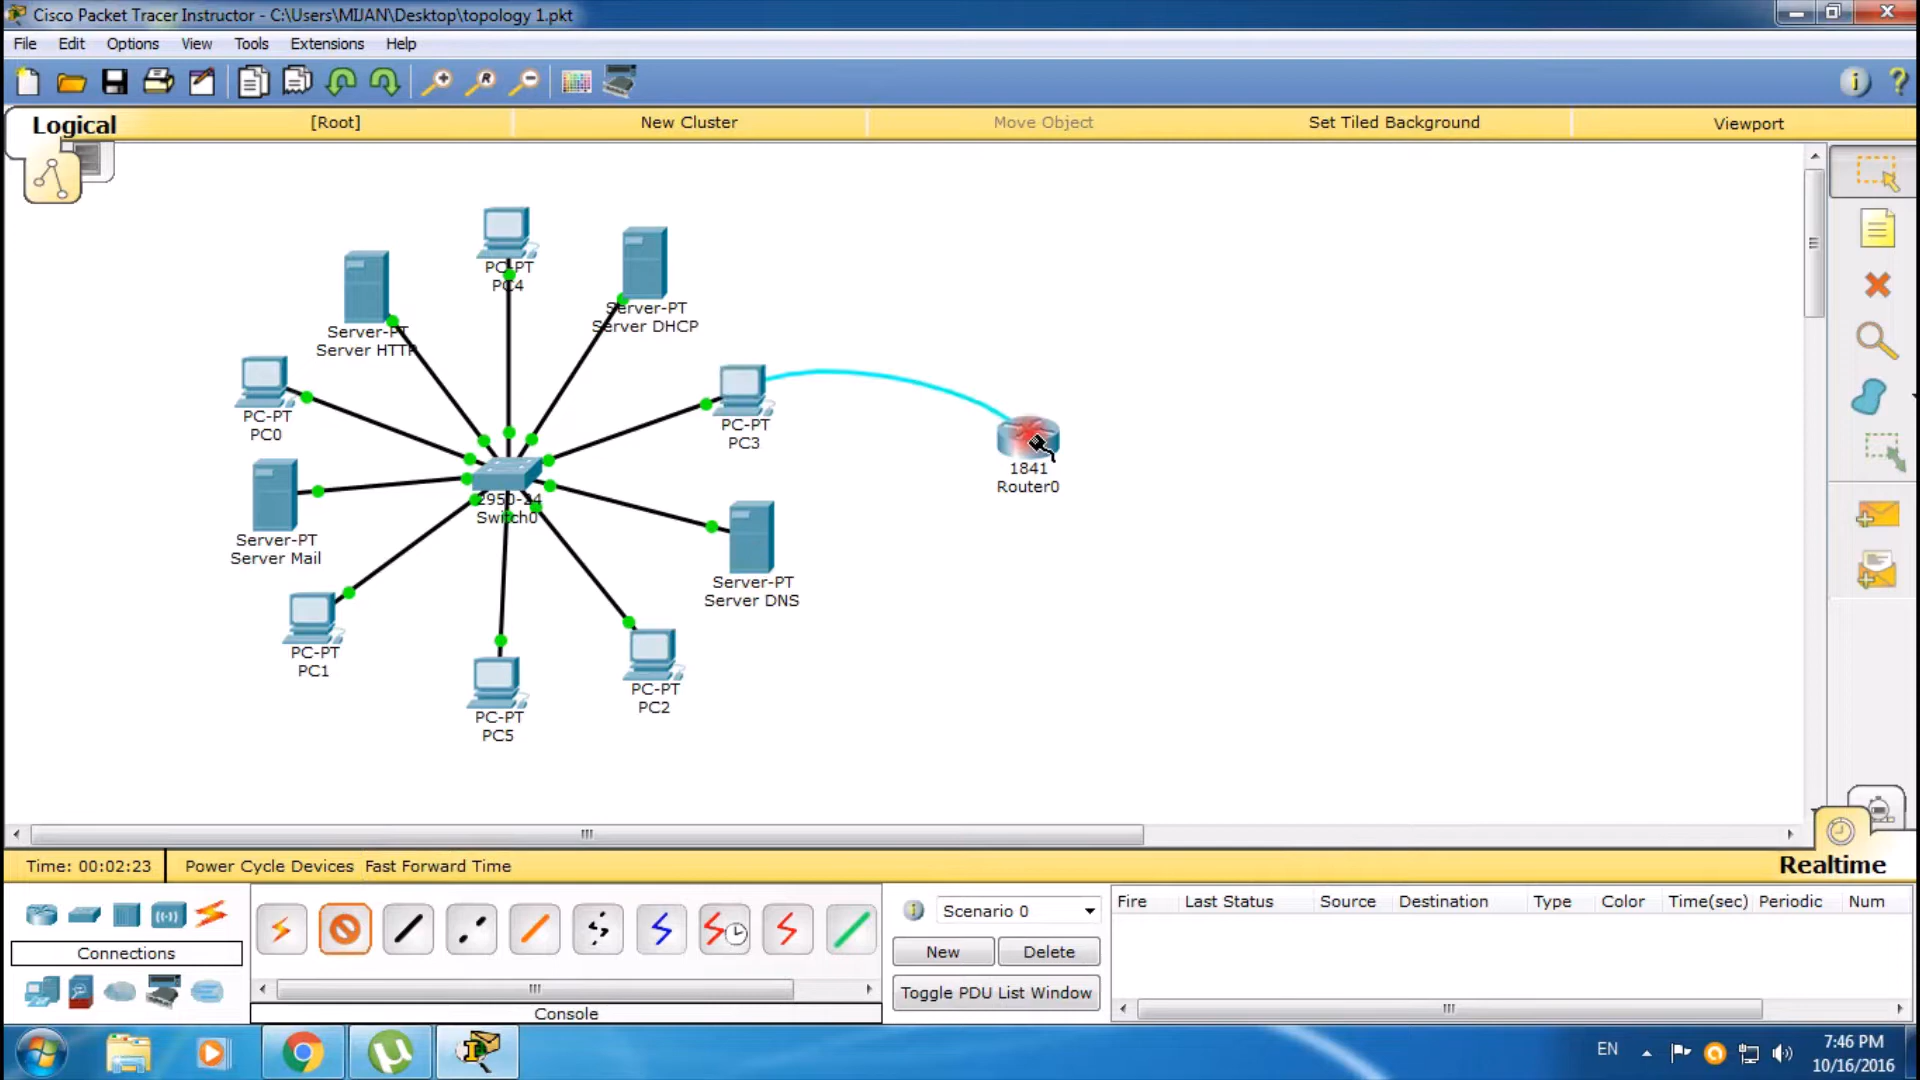 Cisco Packet Tracer Instructor - C:\Users\MIJAN\Desktop\topology 1.pkt
File Edit Options View Tools Extensions Help
Logical [Root] New Cluster Move Object Set Tiled Background Viewport
PC-PT
PC4
Server-PT
Server DHCP
Server-PT
Server HTTP
PC-PT
PC0
PC-PT
PC3
1841
Router0
2950-24
Switch0
Server-PT
Server Mail
Server-PT
Server DNS
PC-PT
PC1
PC-PT
PC2
PC-PT
PC5
Time: 00:02:23 Power Cycle Devices Fast Forward Time Realtime
Scenario 0
Fire Last Status Source Destination Type Color Time(sec) Periodic Num
Connections
New Delete
Toggle PDU List Window
Console
EN
7:46 PM
10/16/2016